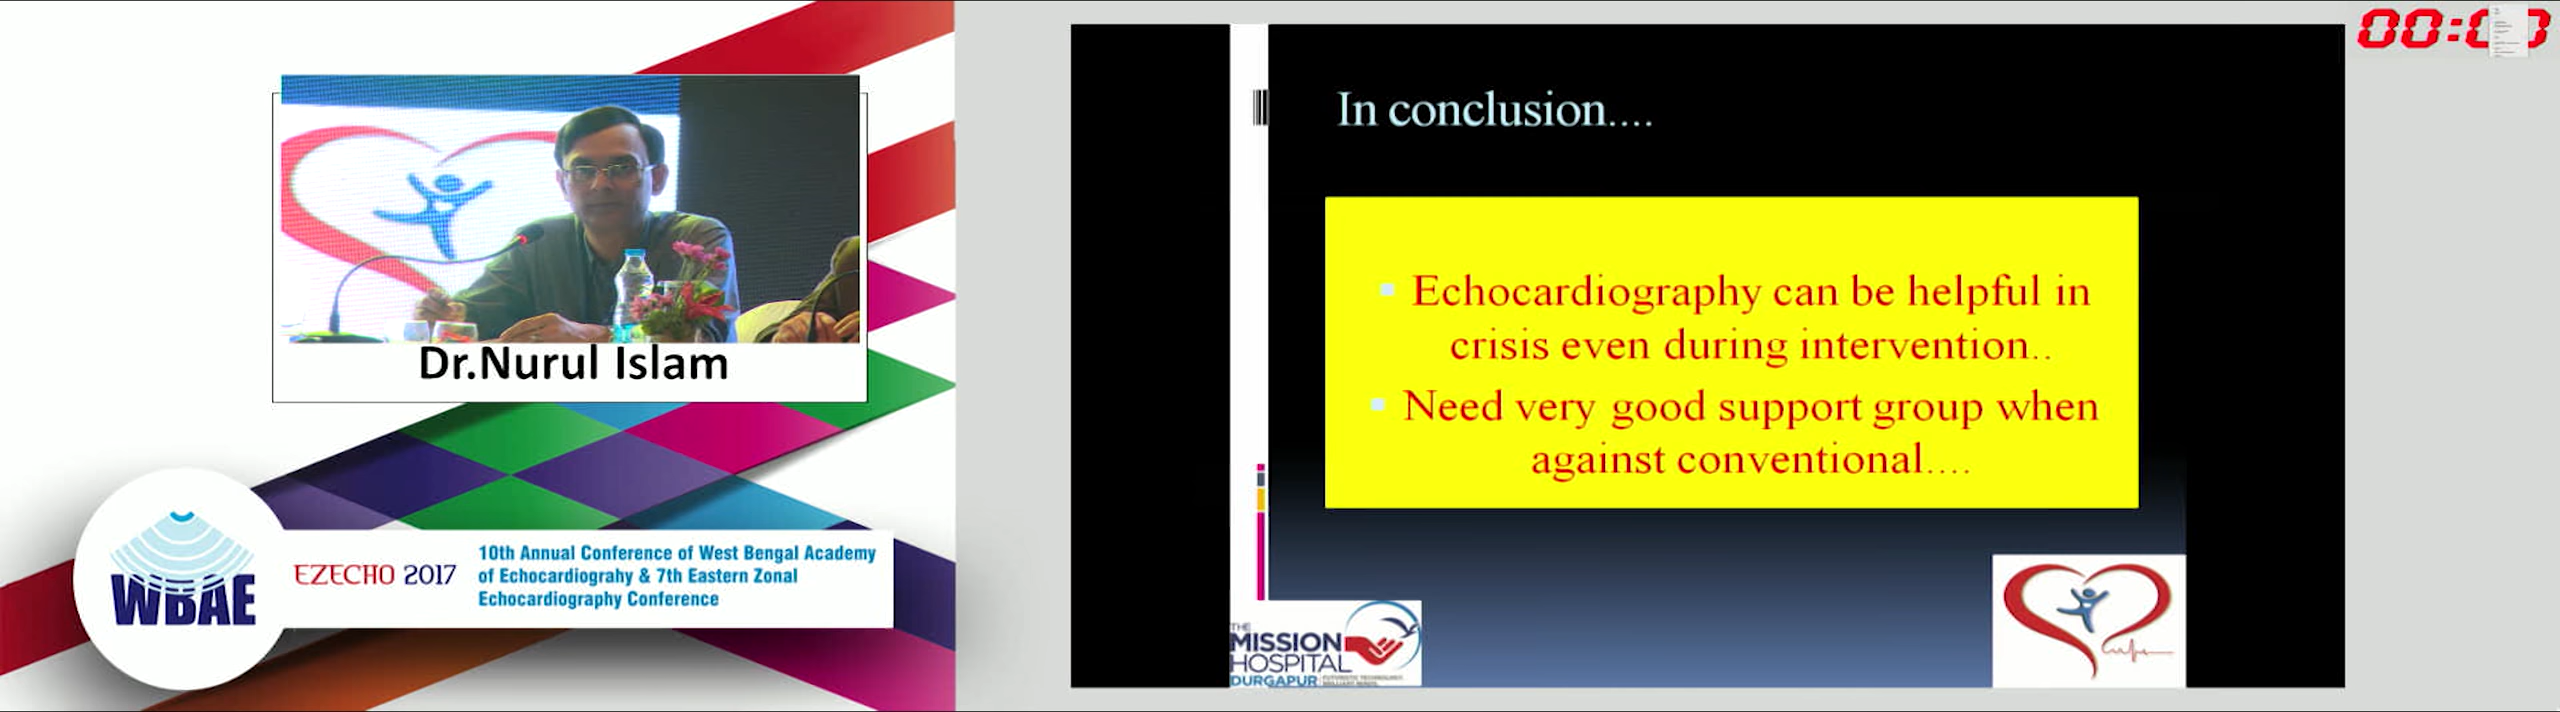 Dr.Nurul Islam
WBAE
EZECHO 2017
10th Annual Conference of West Bengal Academy
of Echocardiograhy & 7th Eastern Zonal
Echocardiography Conference
In conclusion....
Echocardiography can be helpful in
crisis even during intervention..
Need very good support group when
against conventional....
THE
MISSION
HOSPITAL
DURGAPUR